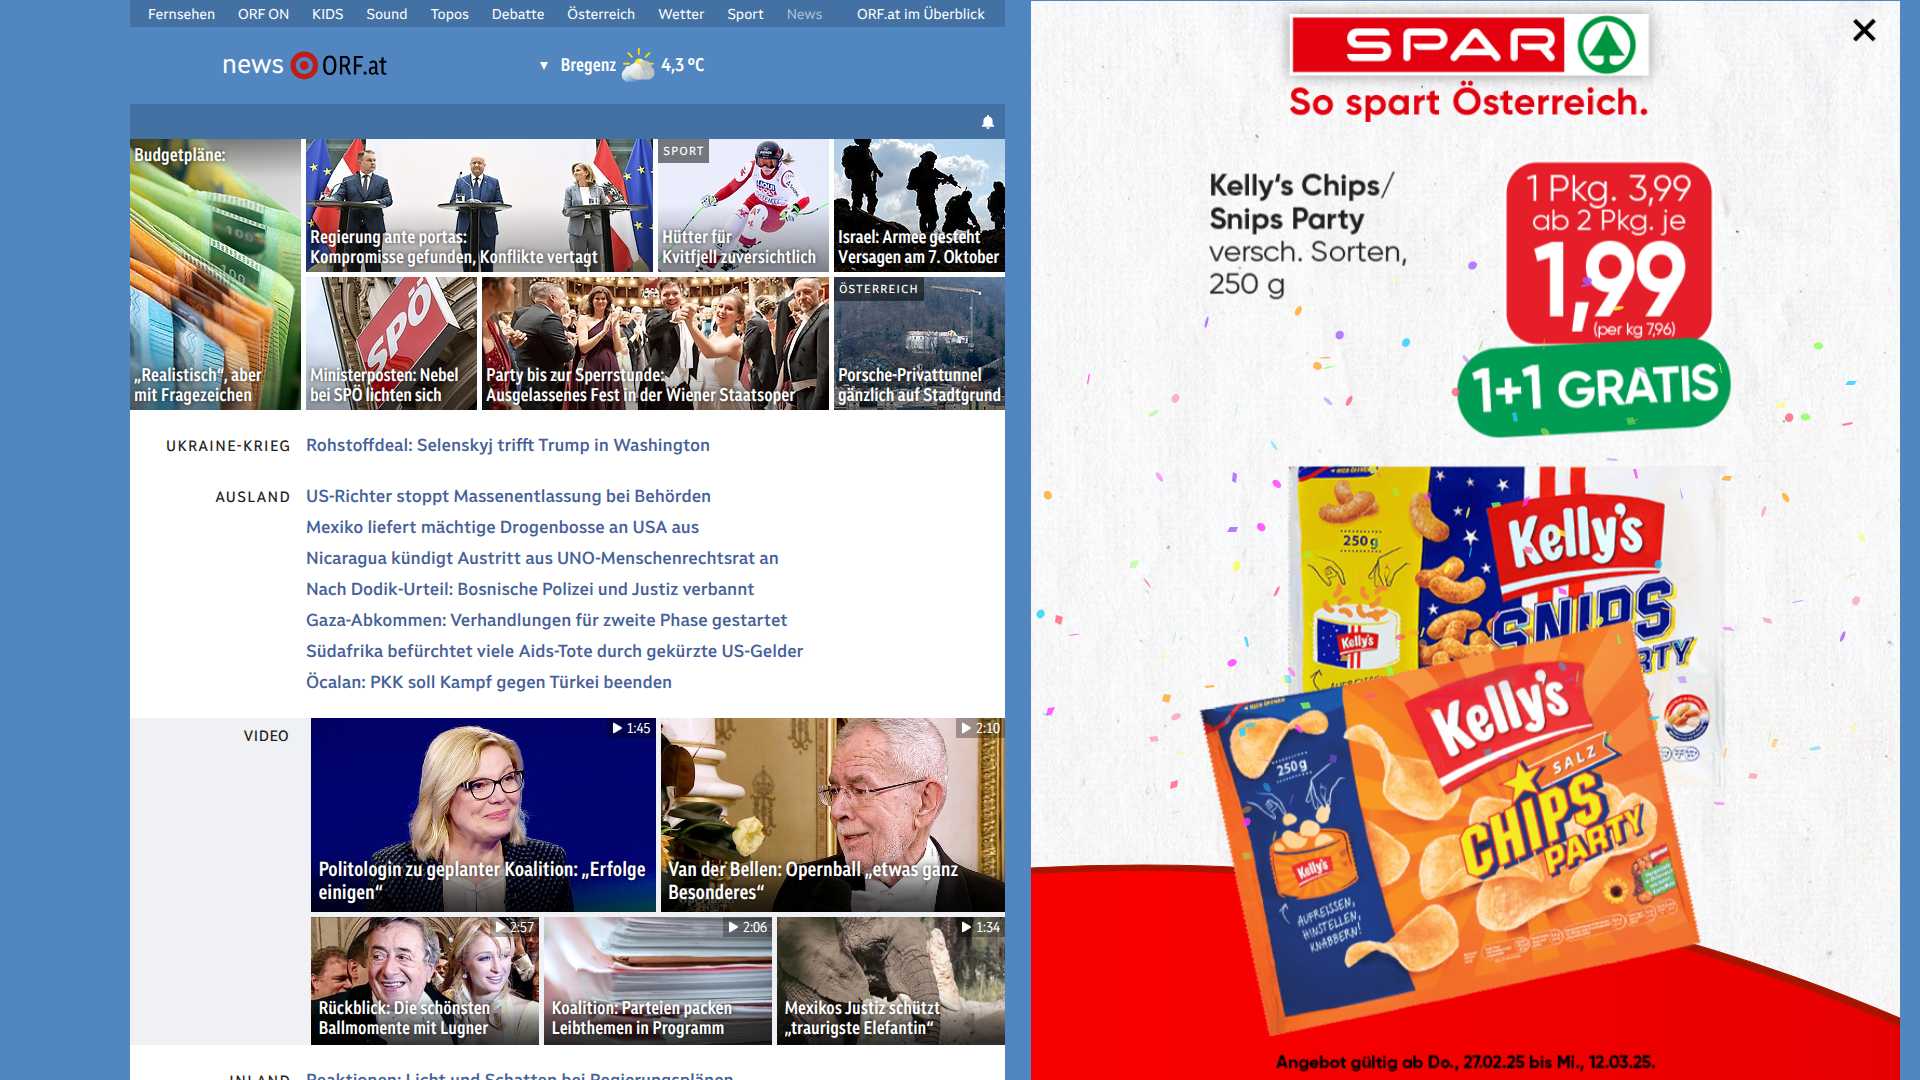 Fernsehen ORF ON KIDS Sound Topos Debatte Österreich Wetter Sport News ORF.at im Überblick
news ORF.at
Bregenz 4,3 °C
Budgetpläne:
„Realistisch“, aber
mit Fragezeichen
Regierung ante portas:
Kompromisse gefunden, Konflikte vertagt
SPORT
Hütter für
Kvitfjell zuversichtlich
Israel: Armee gesteht
Versagen am 7. Oktober
SPÖ
Ministerposten: Nebel
bei SPÖ lichten sich
Party bis zur Sperrstunde:
Ausgelassenes Fest in der Wiener Staatsoper
ÖSTERREICH
Porsche-Privattunnel
gänzlich auf Stadtgrund
UKRAINE-KRIEG
Rohstoffdeal: Selenskyj trifft Trump in Washington
AUSLAND
US-Richter stoppt Massenentlassung bei Behörden
Mexiko liefert mächtige Drogenbosse an USA aus
Nicaragua kündigt Austritt aus UNO-Menschenrechtsrat an
Nach Dodik-Urteil: Bosnische Polizei und Justiz verbannt
Gaza-Abkommen: Verhandlungen für zweite Phase gestartet
Südafrika befürchtet viele Aids-Tote durch gekürzte US-Gelder
Öcalan: PKK soll Kampf gegen Türkei beenden
VIDEO
1:45
Politologin zu geplanter Koalition: „Erfolge
einigen“
2:10
Van der Bellen: Opernball „etwas ganz
Besonderes“
2:57
Rückblick: Die schönsten
Ballmomente mit Lugner
2:06
Koalition: Parteien packen
Leibthemen in Programm
1:34
Mexikos Justiz schützt
„traurigste Elefantin“
INLAND
Reaktionen: Licht und Schatten bei Regierungsplänen
SPAR
So spart Österreich.
Kelly's Chips/
Snips Party
versch. Sorten,
250 g
1 Pkg. 3,99
ab 2 Pkg. je
1,99
(per kg 7,96)
1+1 GRATIS
250g
Kelly's
SNIPS
PARTY
Kelly's
AUFREISSEN,
Kelly's
SALZ
CHIPS
PARTY
250g
Kelly's
AUFREISSEN,
HINSTELLEN,
KNABBERN!
Angebot gültig ab Do., 27.02.25 bis Mi., 12.03.25.